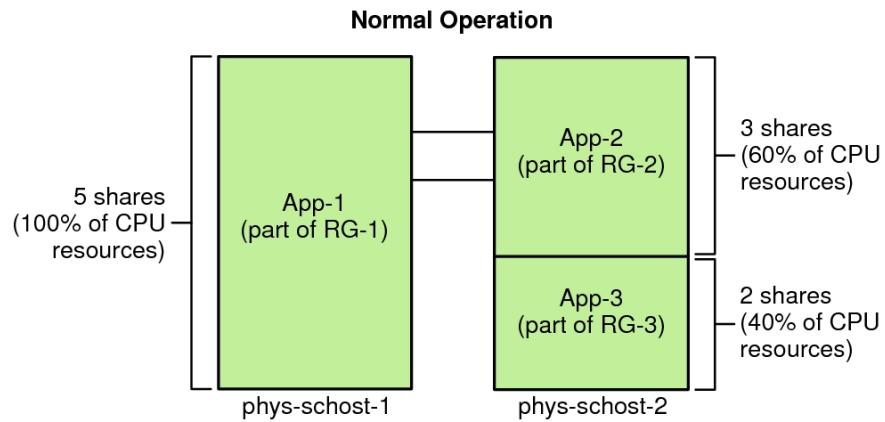 Normal Operation
5 shares
(100% of CPU
resources)
App-1
(part of RG-1)
App-2
(part of RG-2)
3 shares
(60% of CPU
resources)
App-3
(part of RG-3)
2 shares
(40% of CPU
resources)
phys-schost-1
phys-schost-2